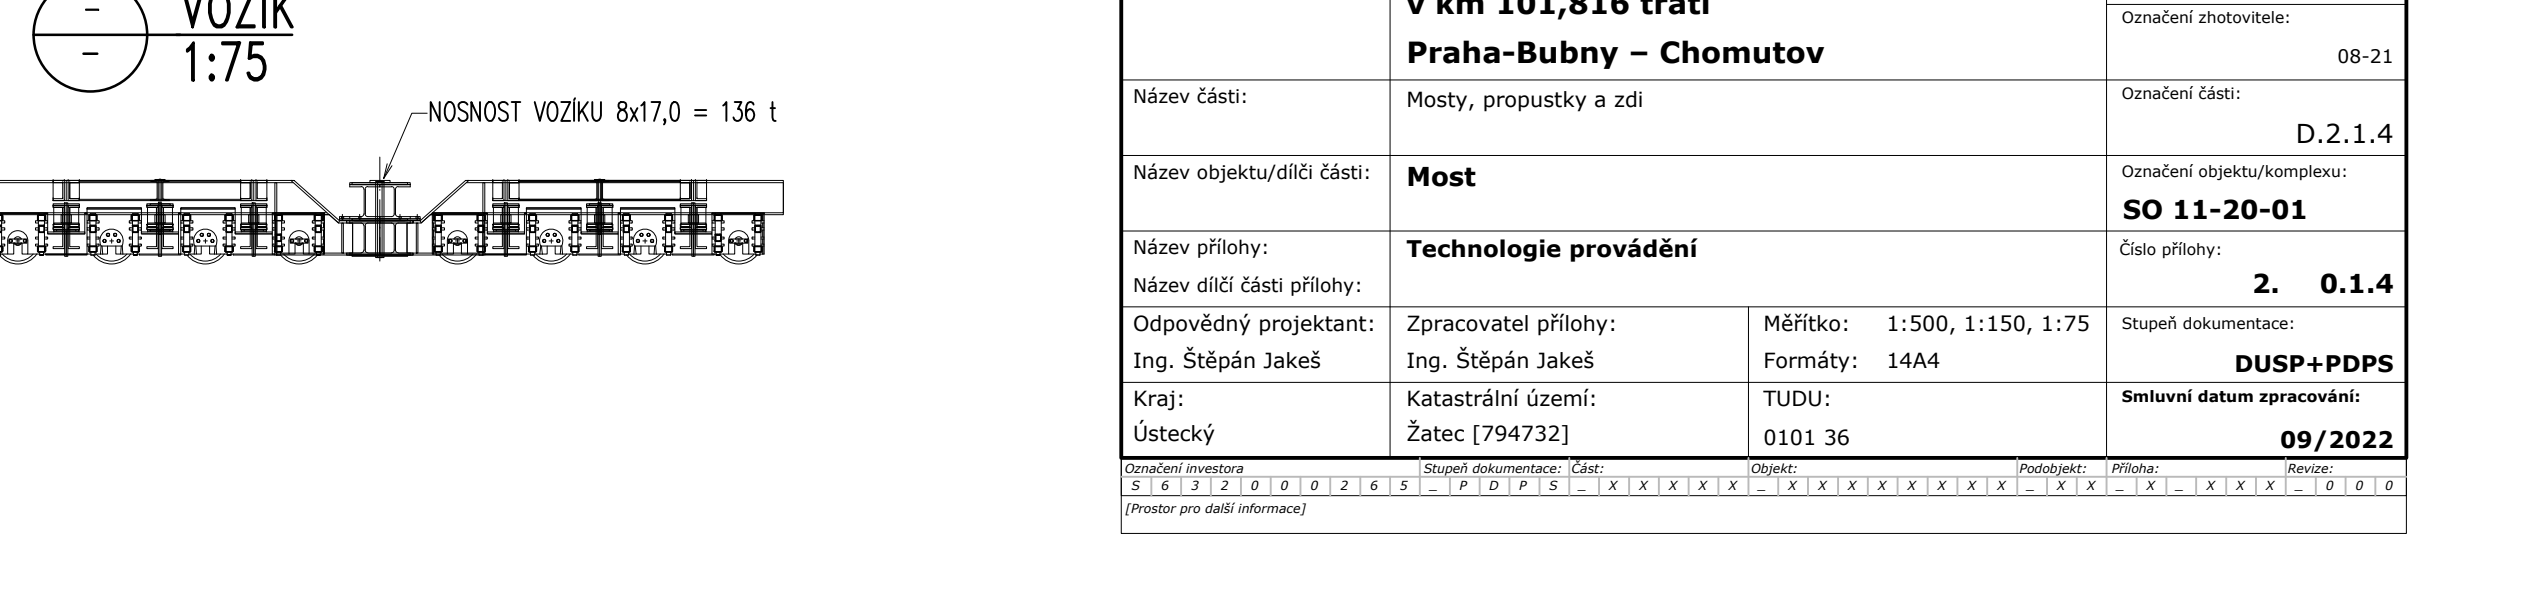 –
VOZÍK
–
1:75
NOSNOST VOZÍKU 8x17,0 = 136 t
v km 101,816 trati
Praha-Bubny – Chomutov
Označení zhotovitele:
08-21
Název části:
Mosty, propustky a zdi
Označení části:
D.2.1.4
Název objektu/dílči části:
Most
Označení objektu/komplexu:
SO 11-20-01
Název přílohy:
Technologie provádění
Číslo přílohy:
Název dílčí části přílohy:
2. 0.1.4
Odpovědný projektant:
Ing. Štěpán Jakeš
Zpracovatel přílohy:
Ing. Štěpán Jakeš
Měřítko: 1:500, 1:150, 1:75
Formáty: 14A4
Stupeň dokumentace:
DUSP+PDPS
Kraj:
Ústecký
Katastrální území:
Žatec [794732]
TUDU:
0101 36
Smluvní datum zpracování:
09/2022
Označení investora Stupeň dokumentace: Část: Objekt: Podobjekt: Příloha: Revize:
S 6 3 2 0 0 0 2 6 5 _ P D P S _ X X X X X _ X X X X X X X X _ X X _ X _ X X X _ 0 0 0
[Prostor pro další informace]